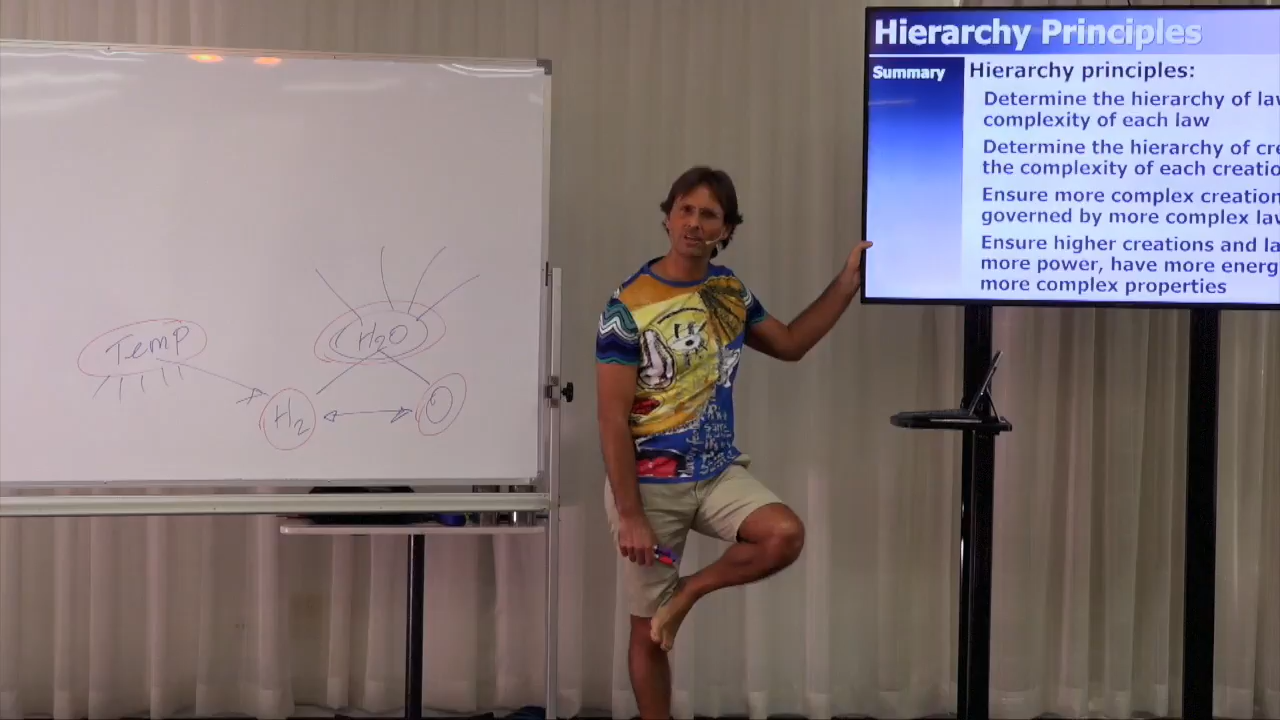 Temp
H2O
H2
O
Hierarchy Principles
Summary
Hierarchy principles:
Determine the hierarchy of la
complexity of each law
Determine the hierarchy of cre
the complexity of each creatio
Ensure more complex creation
governed by more complex la
Ensure higher creations and la
more power, have more energ
more complex properties